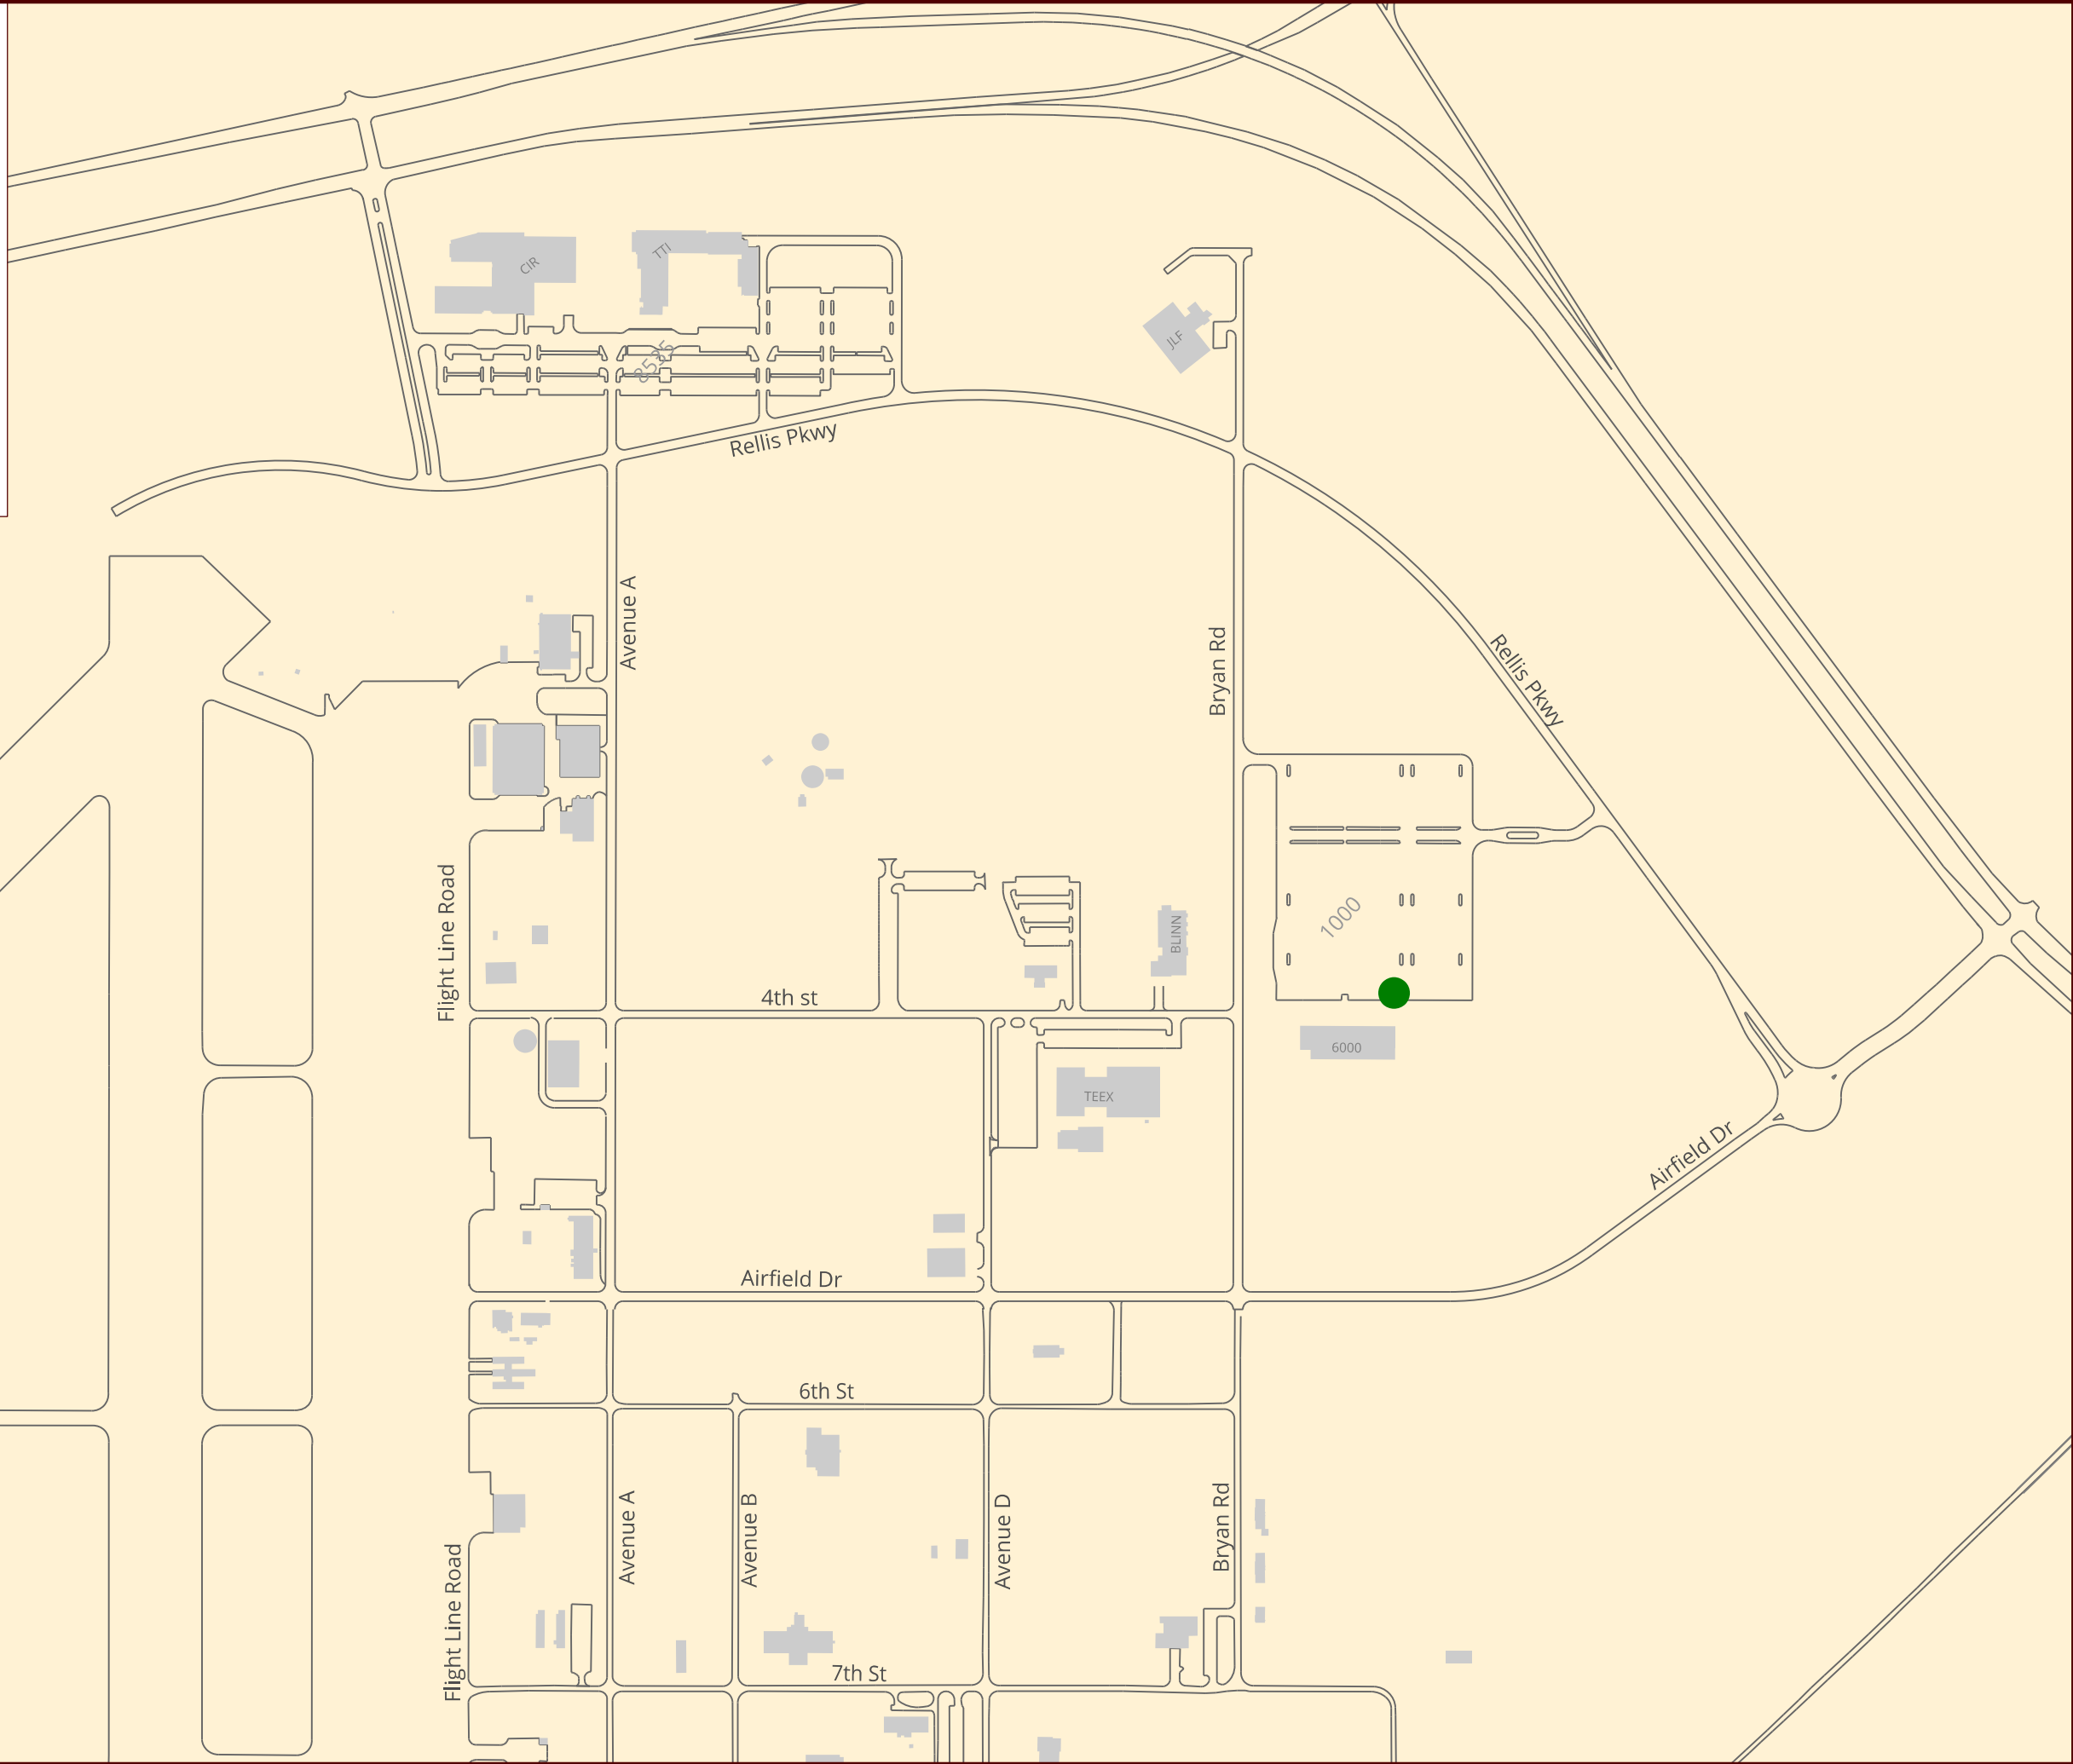 CIR
TTI
JLF
8535
Rellis Pkwy
Avenue A
Bryan Rd
Rellis Pkwy
Flight Line Road
BLINN
1000
4th st
6000
TEEX
Airfield Dr
Airfield Dr
6th St
Avenue A
Avenue B
Avenue D
Bryan Rd
Flight Line Road
7th St